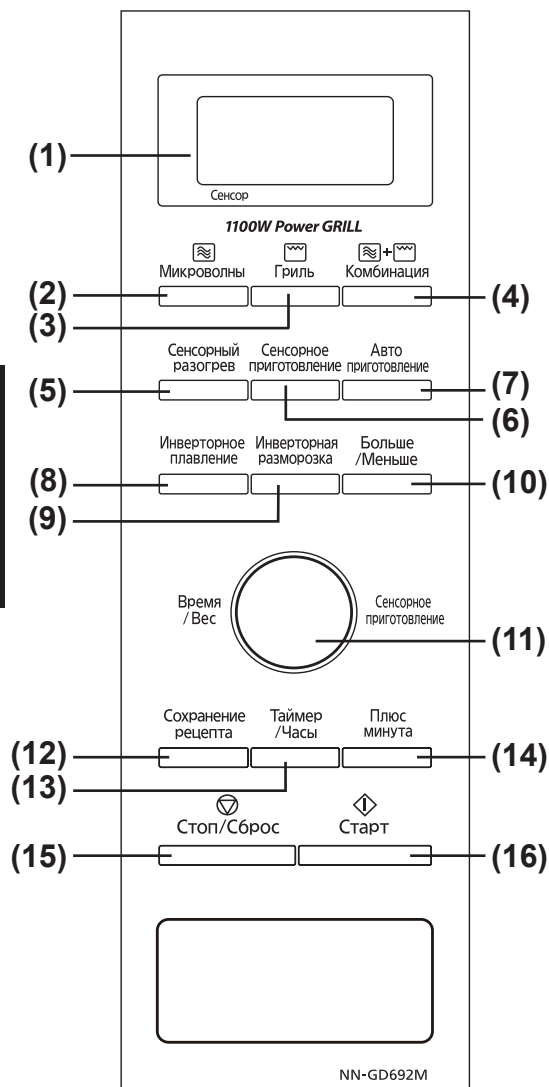 (1)
Сенсор
1100W Power GRILL
Микроволны Гриль Комбинация
(2)
(3)
(4)
Сенсорный разогрев
Сенсорное приготовление
Авто приготовление
(5)
(6)
(7)
Инверторное плавление
Инверторная разморозка
Больше /Меньше
(8)
(9)
(10)
Время /Вес
Сенсорное приготовление
(11)
Сохранение рецепта
Таймер /Часы
Плюс минута
(12)
(13)
(14)
Стоп/Сброс Старт
(15)
(16)
NN-GD692M